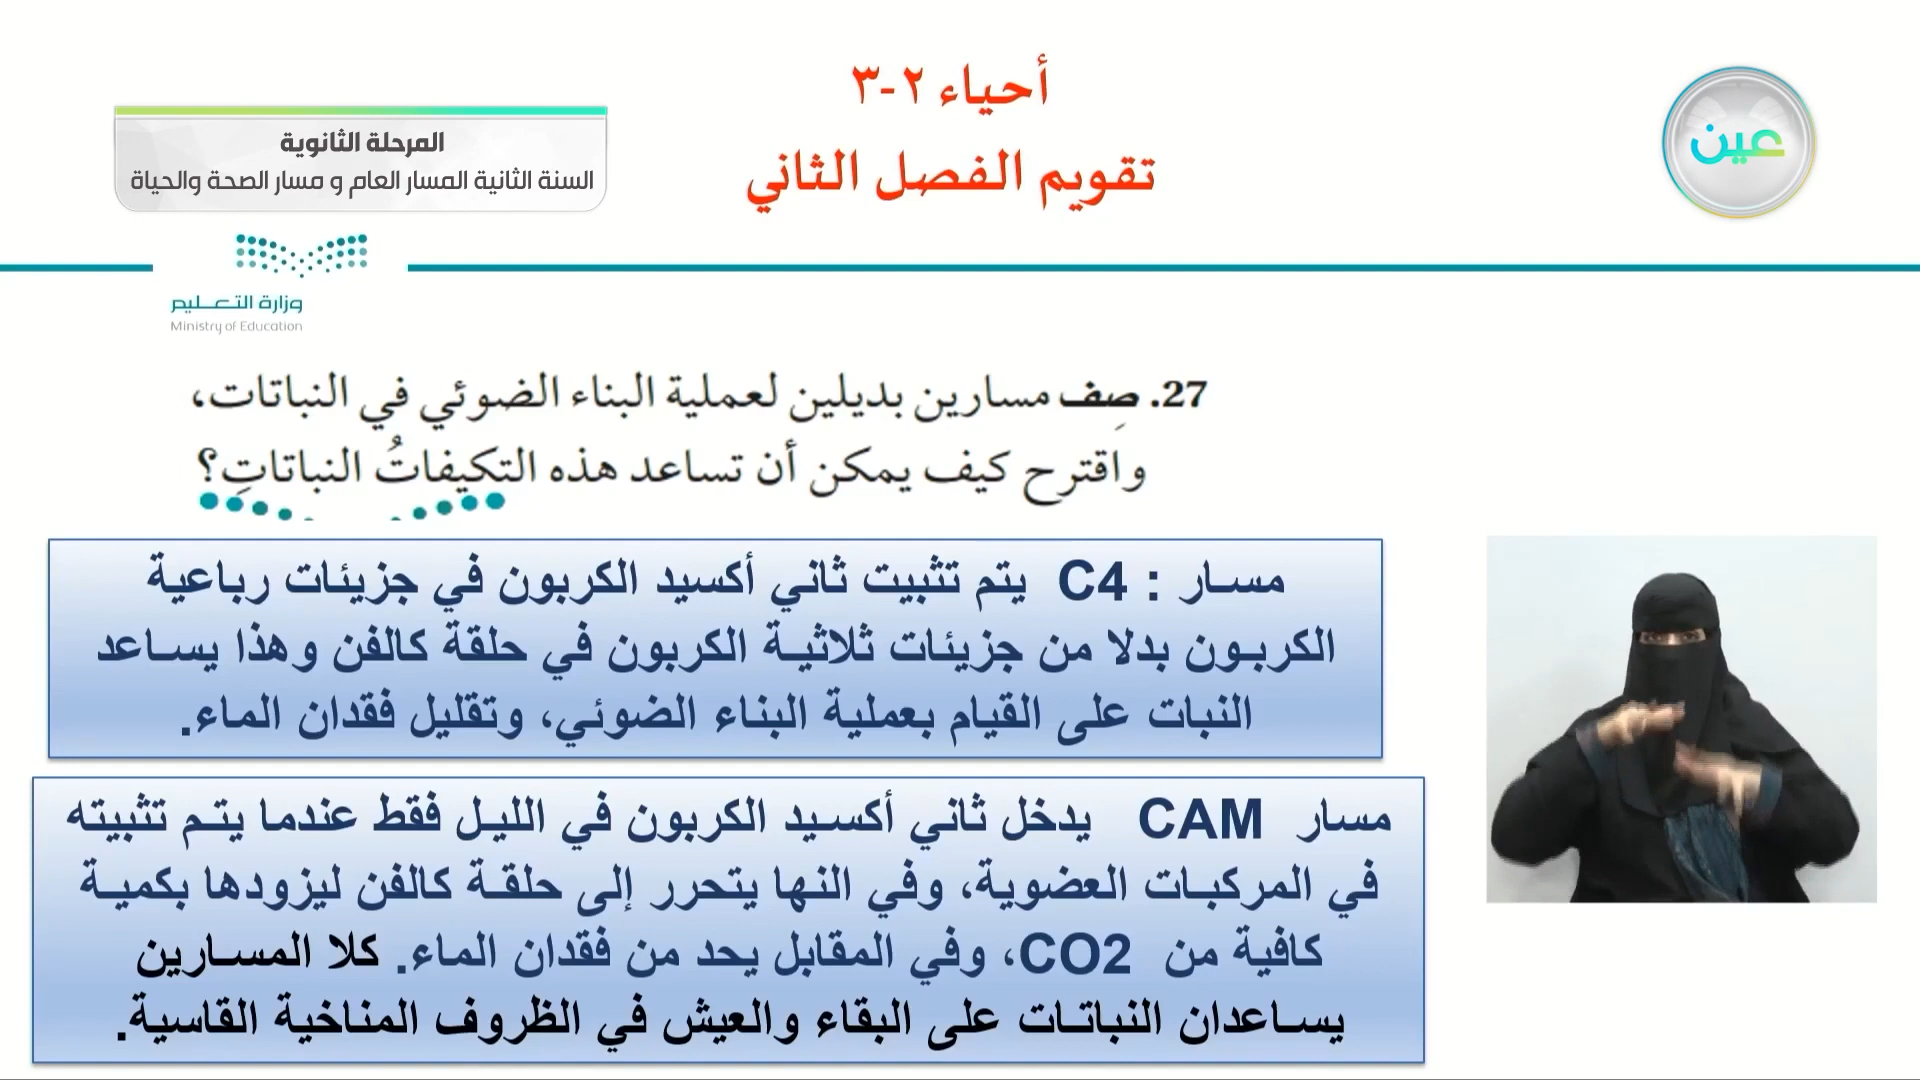 أحياء ٢-٣
تقويم الفصل الثاني
عين
المرحلة الثانوية
السنة الثانية المسار العام و مسار الصحة والحياة
وزارة التعليم
Ministry of Education
27. صِف مسارين بديلين لعملية البناء الضوئي في النباتات،
واقترح كيف يمكن أن تساعد هذه التكيفاتُ النباتاتِ؟
مسار : C4 يتم تثبيت ثاني أكسيد الكربون في جزيئات رباعية
الكربون بدلا من جزيئات ثلاثية الكربون في حلقة كالفن وهذا يساعد
النبات على القيام بعملية البناء الضوئي، وتقليل فقدان الماء.
مسار CAM يدخل ثاني أكسيد الكربون في الليل فقط عندما يتم تثبيته
في المركبات العضوية، وفي النها يتحرر إلى حلقة كالفن ليزودها بكمية
كافية من CO2، وفي المقابل يحد من فقدان الماء. كلا المسارين
يساعدان النباتات على البقاء والعيش في الظروف المناخية القاسية.